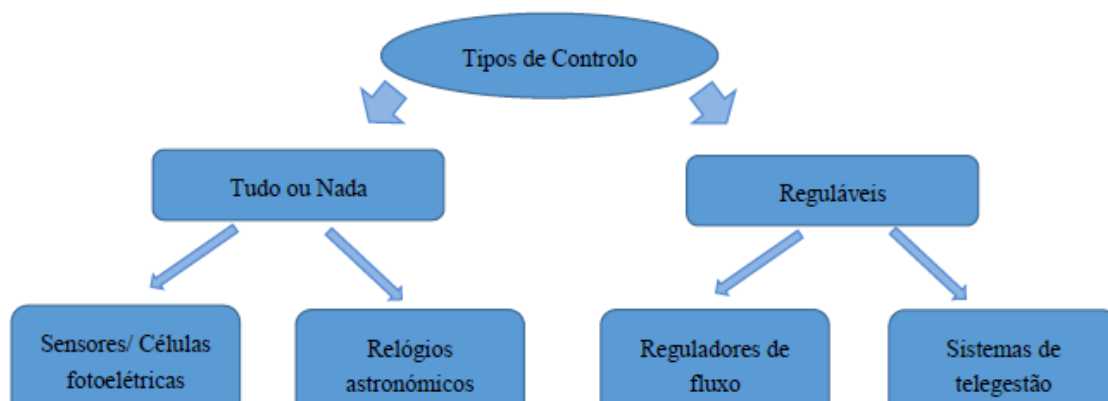 Tipos de Controlo
Tudo ou Nada
Reguláveis
Sensores/ Células
fotoelétricas
Relógios
astronómicos
Reguladores de
fluxo
Sistemas de
telegestão